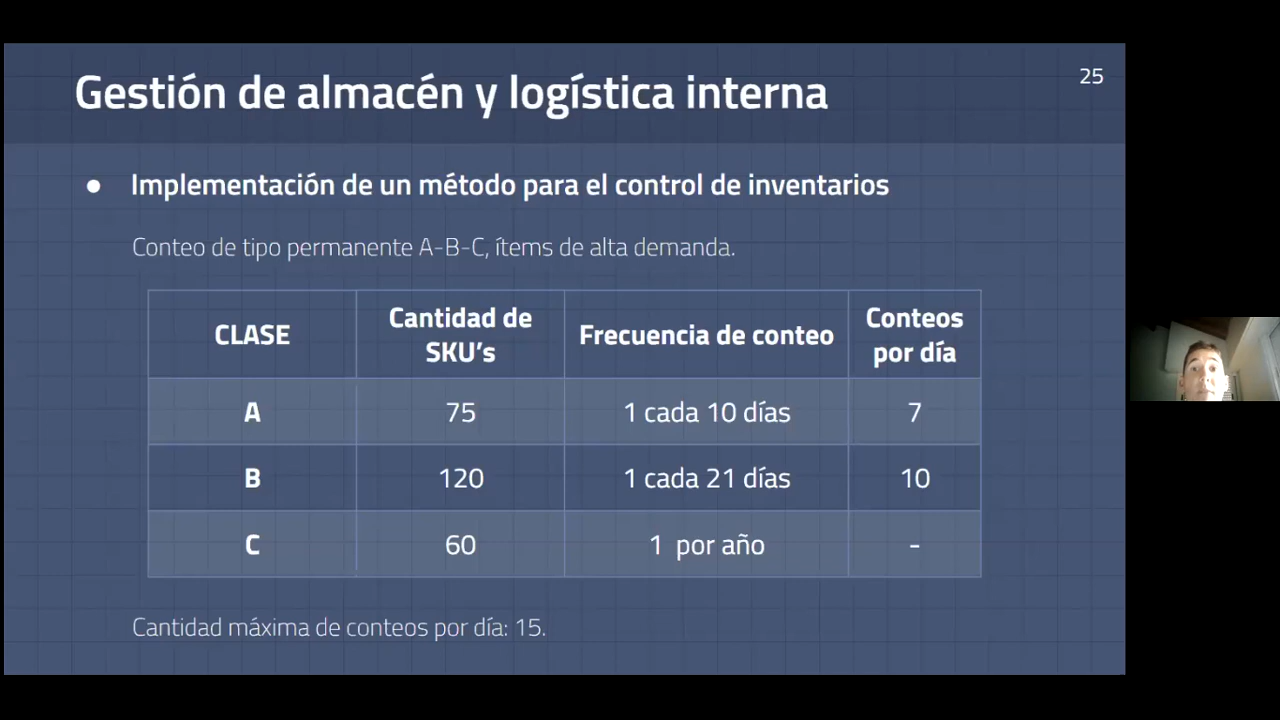 Gestión de almacén y logística interna
25
● Implementación de un método para el control de inventarios
Conteo de tipo permanente A-B-C, ítems de alta demanda.
CLASE Cantidad de SKU's Frecuencia de conteo Conteos por día
A 75 1 cada 10 días 7
B 120 1 cada 21 días 10
C 60 1 por año -
Cantidad máxima de conteos por día: 15.